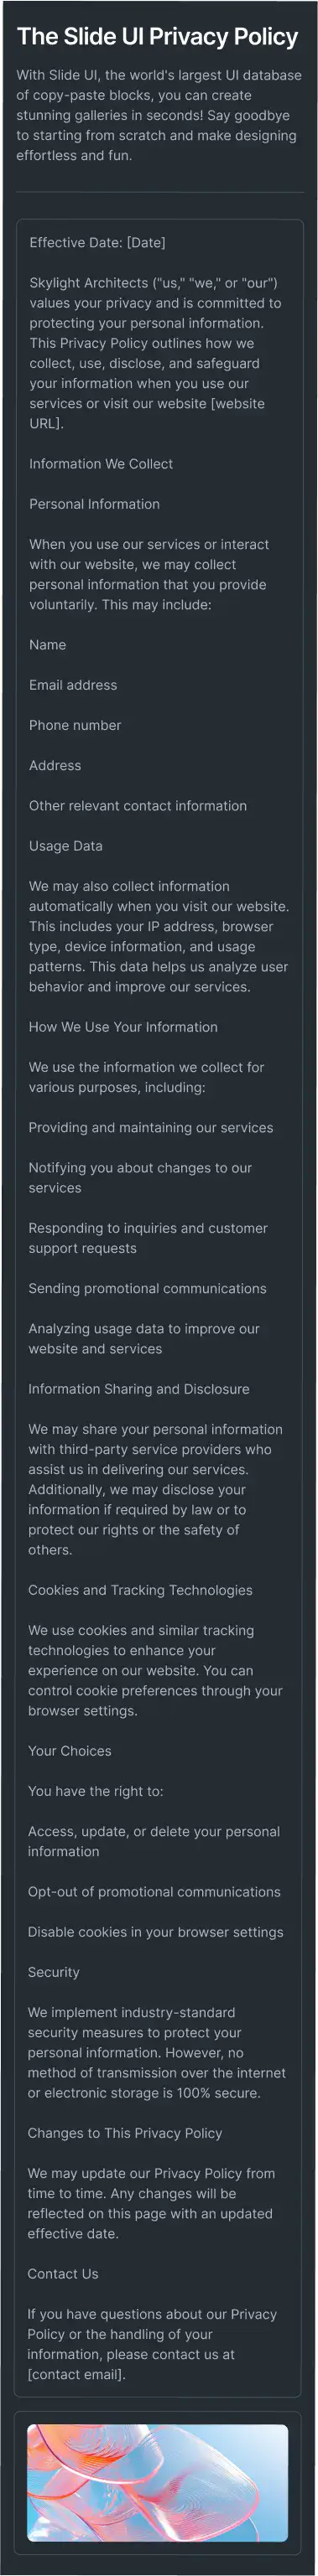 The Slide UI Privacy Policy
With Slide UI, the world's largest UI database
of copy-paste blocks, you can create
stunning galleries in seconds! Say goodbye
to starting from scratch and make designing
effortless and fun.
Effective Date: [Date]
Skylight Architects ("us," "we," or "our")
values your privacy and is committed to
protecting your personal information.
This Privacy Policy outlines how we
collect, use, disclose, and safeguard
your information when you use our
services or visit our website [website
URL].
Information We Collect
Personal Information
When you use our services or interact
with our website, we may collect
personal information that you provide
voluntarily. This may include:
Name
Email address
Phone number
Address
Other relevant contact information
Usage Data
We may also collect information
automatically when you visit our website.
This includes your IP address, browser
type, device information, and usage
patterns. This data helps us analyze user
behavior and improve our services.
How We Use Your Information
We use the information we collect for
various purposes, including:
Providing and maintaining our services
Notifying you about changes to our
services
Responding to inquiries and customer
support requests
Sending promotional communications
Analyzing usage data to improve our
website and services
Information Sharing and Disclosure
We may share your personal information
with third-party service providers who
assist us in delivering our services.
Additionally, we may disclose your
information if required by law or to
protect our rights or the safety of
others.
Cookies and Tracking Technologies
We use cookies and similar tracking
technologies to enhance your
experience on our website. You can
control cookie preferences through your
browser settings.
Your Choices
You have the right to:
Access, update, or delete your personal
information
Opt-out of promotional communications
Disable cookies in your browser settings
Security
We implement industry-standard
security measures to protect your
personal information. However, no
method of transmission over the internet
or electronic storage is 100% secure.
Changes to This Privacy Policy
We may update our Privacy Policy from
time to time. Any changes will be
reflected on this page with an updated
effective date.
Contact Us
If you have questions about our Privacy
Policy or the handling of your
information, please contact us at
[contact email].